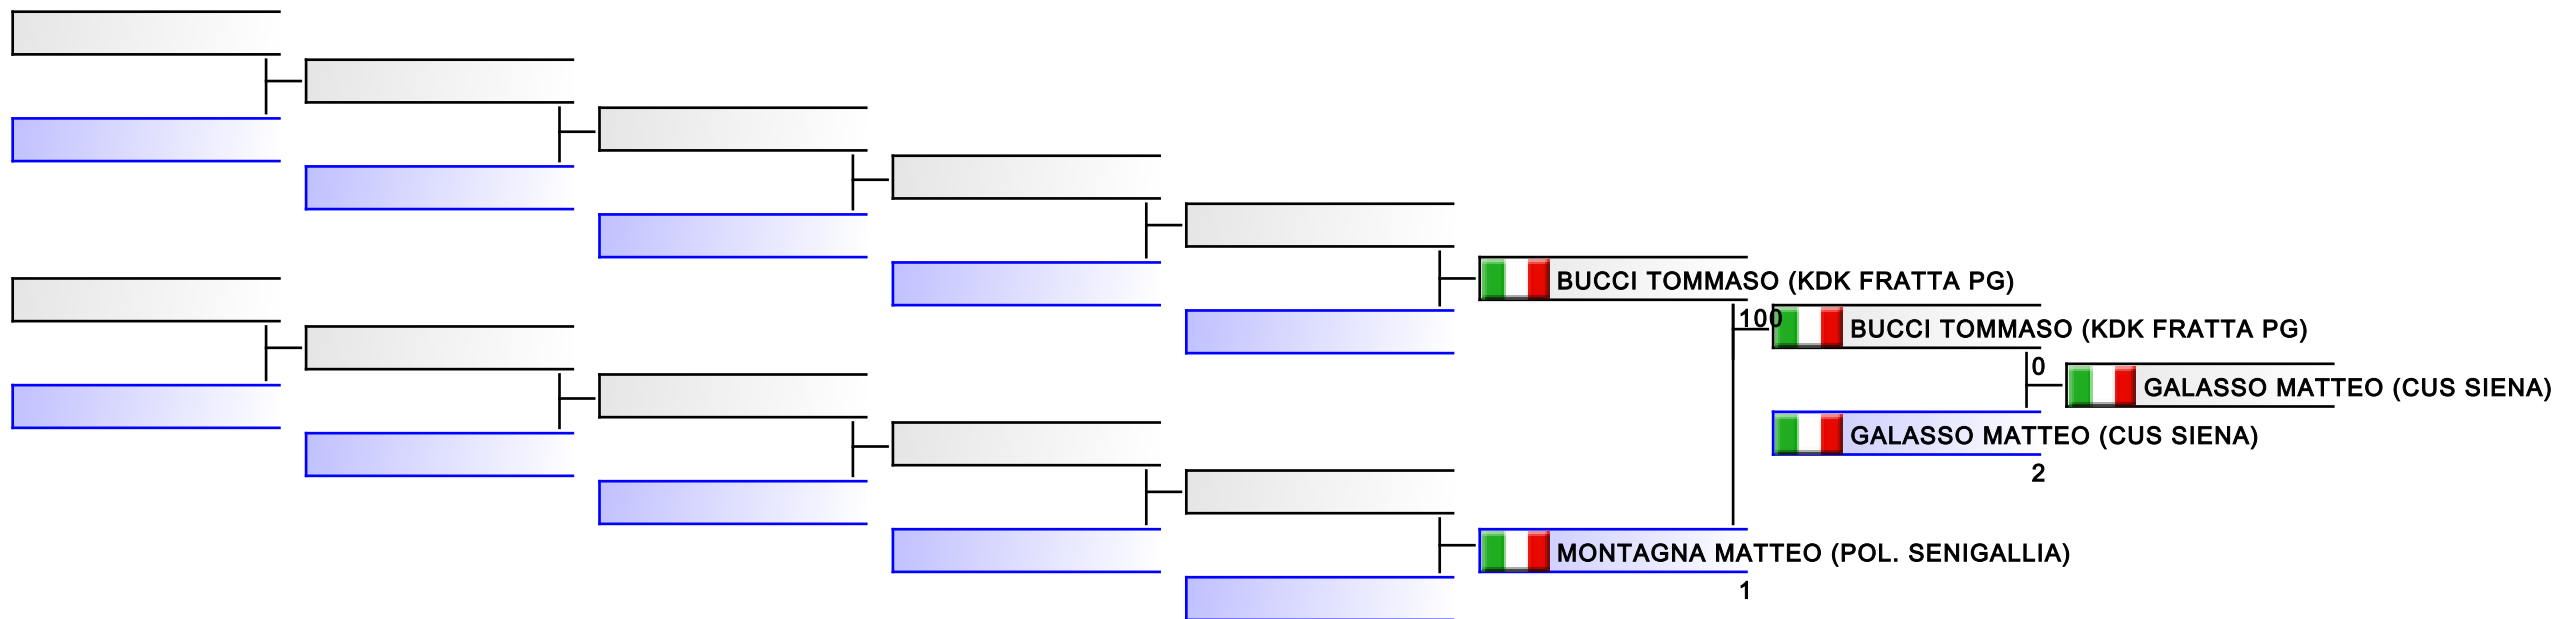 BUCCI TOMMASO (KDK FRATTA PG)
100
BUCCI TOMMASO (KDK FRATTA PG)
0
GALASSO MATTEO (CUS SIENA)
GALASSO MATTEO (CUS SIENA)
2
MONTAGNA MATTEO (POL. SENIGALLIA)
1